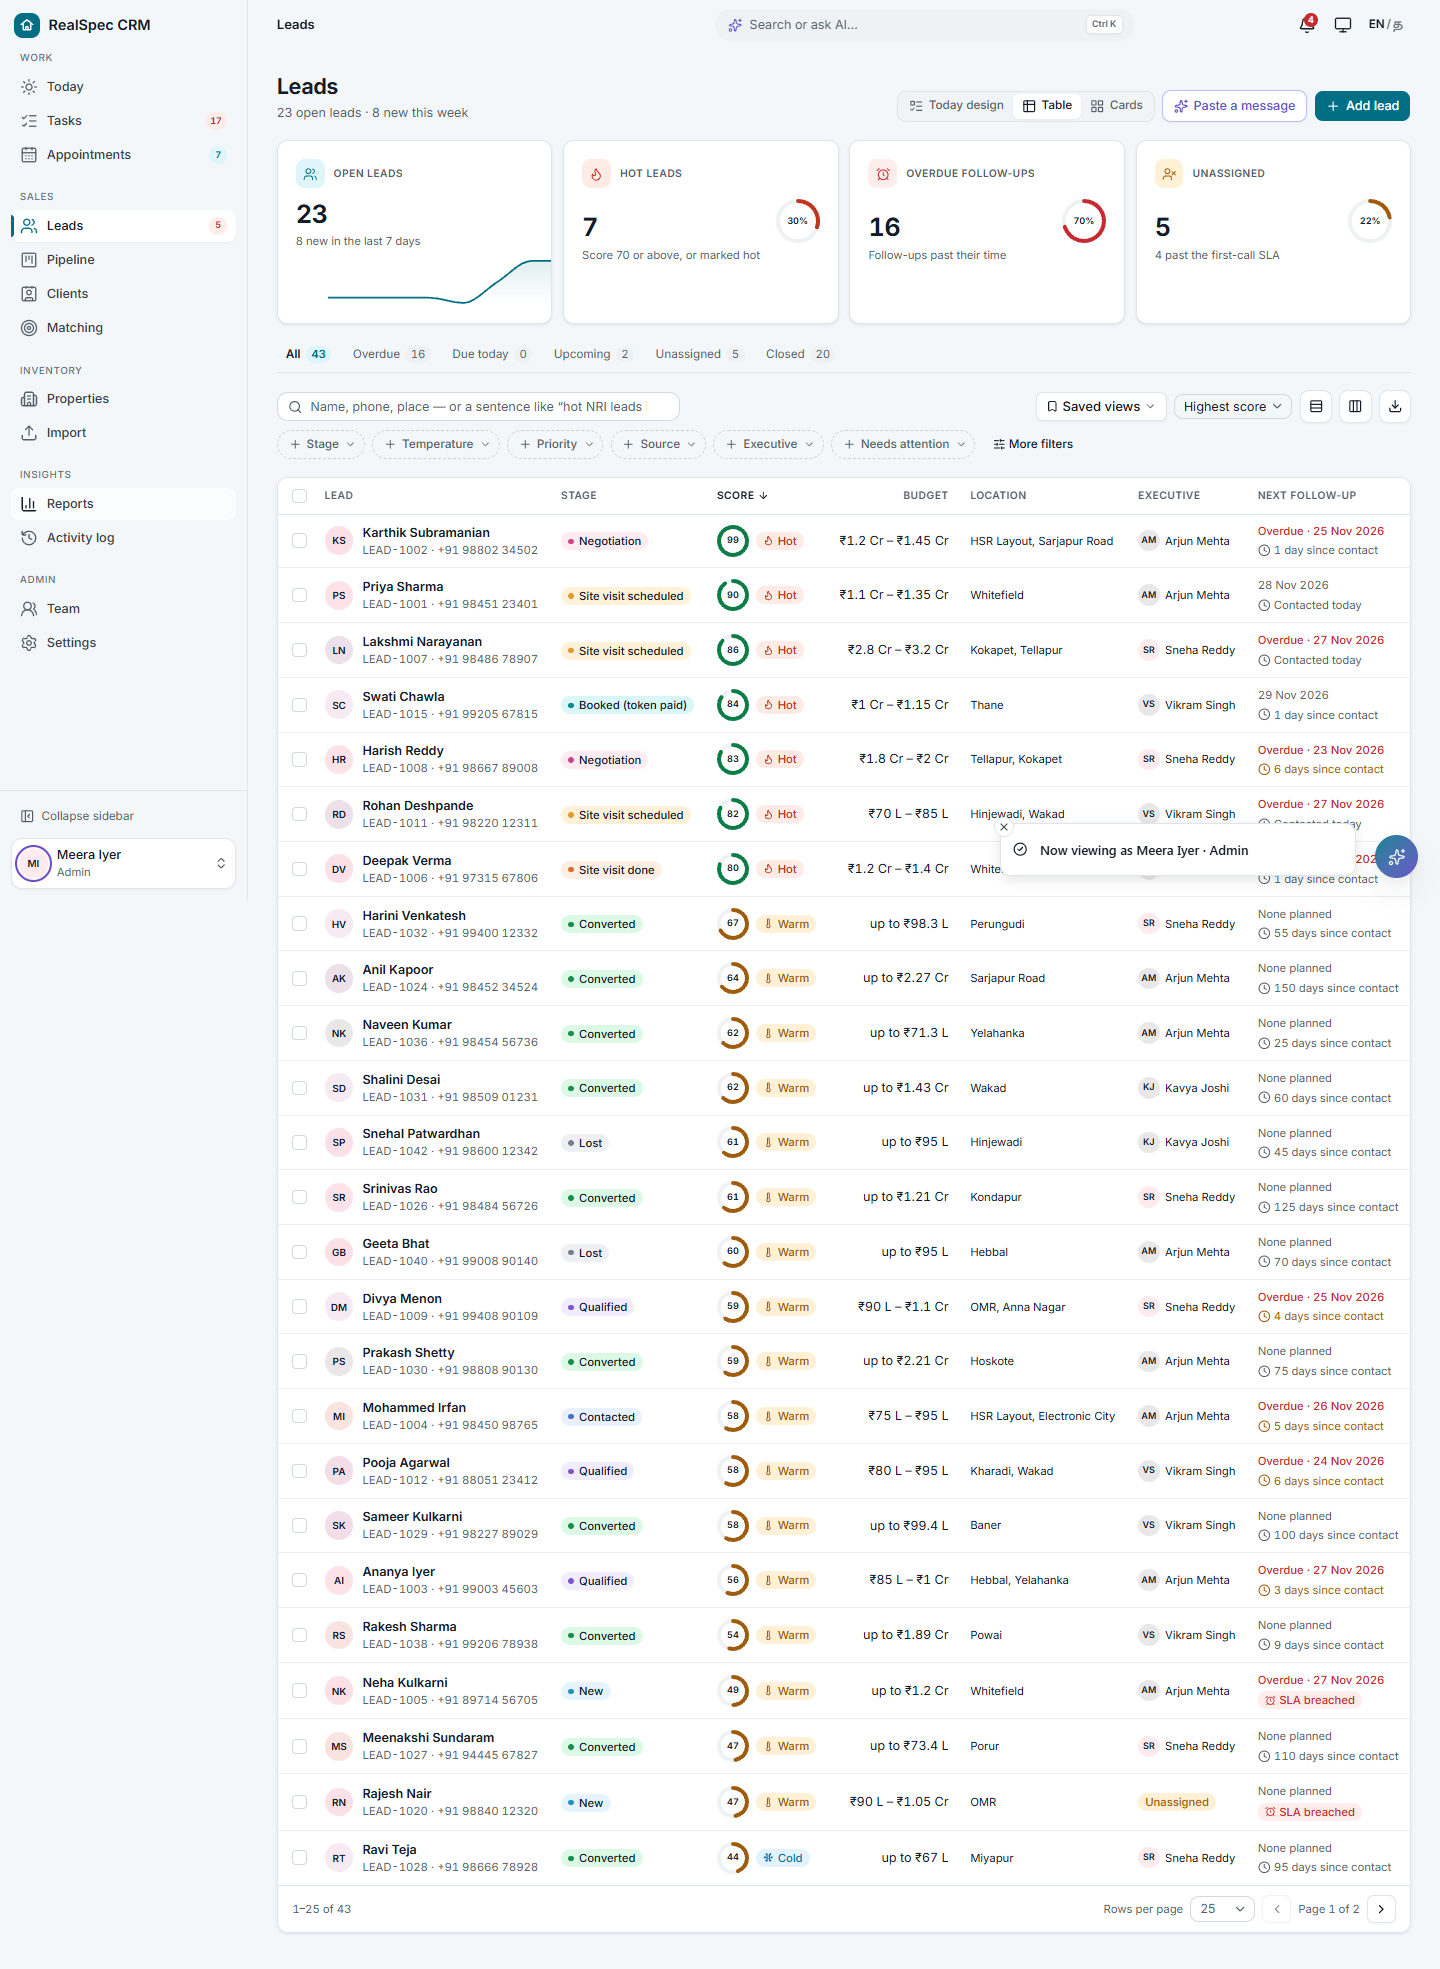 RealSpec CRM
WORK
Today
Tasks 17
Appointments 7
SALES
Leads 5
Pipeline
Clients
Matching
INVENTORY
Properties
Import
INSIGHTS
Reports
Activity log
ADMIN
Team
Settings
Collapse sidebar
MI Meera Iyer
Admin
Leads
Search or ask AI... Ctrl K
4
EN / த
Leads
23 open leads · 8 new this week
Today design Table Cards Paste a message Add lead
OPEN LEADS
23
8 new in the last 7 days
HOT LEADS
7
30%
Score 70 or above, or marked hot
OVERDUE FOLLOW-UPS
16
70%
Follow-ups past their time
UNASSIGNED
5
22%
4 past the first-call SLA
All 43 Overdue 16 Due today 0 Upcoming 2 Unassigned 5 Closed 20
Name, phone, place — or a sentence like “hot NRI leads
Saved views Highest score
Stage Temperature Priority Source Executive Needs attention More filters
LEAD STAGE SCORE BUDGET LOCATION EXECUTIVE NEXT FOLLOW-UP
KS Karthik Subramanian Negotiation 99 Hot ₹1.2 Cr – ₹1.45 Cr HSR Layout, Sarjapur Road AM Arjun Mehta Overdue · 25 Nov 2026
LEAD-1002 · +91 98802 34502 1 day since contact
PS Priya Sharma Site visit scheduled 90 Hot ₹1.1 Cr – ₹1.35 Cr Whitefield AM Arjun Mehta 28 Nov 2026
LEAD-1001 · +91 98451 23401 Contacted today
LN Lakshmi Narayanan Site visit scheduled 86 Hot ₹2.8 Cr – ₹3.2 Cr Kokapet, Tellapur SR Sneha Reddy Overdue · 27 Nov 2026
LEAD-1007 · +91 98486 78907 Contacted today
SC Swati Chawla Booked (token paid) 84 Hot ₹1 Cr – ₹1.15 Cr Thane VS Vikram Singh 29 Nov 2026
LEAD-1015 · +91 99205 67815 1 day since contact
HR Harish Reddy Negotiation 83 Hot ₹1.8 Cr – ₹2 Cr Tellapur, Kokapet SR Sneha Reddy Overdue · 23 Nov 2026
LEAD-1008 · +91 98667 89008 6 days since contact
RD Rohan Deshpande Site visit scheduled 82 Hot ₹70 L – ₹85 L Hinjewadi, Wakad VS Vikram Singh Overdue · 27 Nov 2026
LEAD-1011 · +91 98220 12311 Contacted today
DV Deepak Verma Site visit done 80 Hot ₹1.2 Cr – ₹1.4 Cr
LEAD-1006 · +91 97315 67806 1 day since contact
Now viewing as Meera Iyer · Admin
HV Harini Venkatesh Converted 67 Warm up to ₹98.3 L Perungudi SR Sneha Reddy None planned
LEAD-1032 · +91 99400 12332 55 days since contact
AK Anil Kapoor Converted 64 Warm up to ₹2.27 Cr Sarjapur Road AM Arjun Mehta None planned
LEAD-1024 · +91 98452 34524 150 days since contact
NK Naveen Kumar Converted 62 Warm up to ₹71.3 L Yelahanka AM Arjun Mehta None planned
LEAD-1036 · +91 98454 56736 25 days since contact
SD Shalini Desai Converted 62 Warm up to ₹1.43 Cr Wakad KJ Kavya Joshi None planned
LEAD-1031 · +91 98509 01231 60 days since contact
SP Snehal Patwardhan Lost 61 Warm up to ₹95 L Hinjewadi KJ Kavya Joshi None planned
LEAD-1042 · +91 98600 12342 45 days since contact
SR Srinivas Rao Converted 61 Warm up to ₹1.21 Cr Kondapur SR Sneha Reddy None planned
LEAD-1026 · +91 98484 56726 125 days since contact
GB Geeta Bhat Lost 60 Warm up to ₹95 L Hebbal AM Arjun Mehta None planned
LEAD-1040 · +91 99008 90140 70 days since contact
DM Divya Menon Qualified 59 Warm ₹90 L – ₹1.1 Cr OMR, Anna Nagar SR Sneha Reddy Overdue · 25 Nov 2026
LEAD-1009 · +91 99408 90109 4 days since contact
PS Prakash Shetty Converted 59 Warm up to ₹2.21 Cr Hoskote AM Arjun Mehta None planned
LEAD-1030 · +91 98808 90130 75 days since contact
MI Mohammed Irfan Contacted 58 Warm ₹75 L – ₹95 L HSR Layout, Electronic City AM Arjun Mehta Overdue · 26 Nov 2026
LEAD-1004 · +91 98450 98765 5 days since contact
PA Pooja Agarwal Qualified 58 Warm ₹80 L – ₹95 L Kharadi, Wakad VS Vikram Singh Overdue · 24 Nov 2026
LEAD-1012 · +91 88051 23412 6 days since contact
SK Sameer Kulkarni Converted 58 Warm up to ₹99.4 L Baner VS Vikram Singh None planned
LEAD-1029 · +91 98227 89029 100 days since contact
AI Ananya Iyer Qualified 56 Warm ₹85 L – ₹1 Cr Hebbal, Yelahanka AM Arjun Mehta Overdue · 27 Nov 2026
LEAD-1003 · +91 99003 45603 3 days since contact
RS Rakesh Sharma Converted 54 Warm up to ₹1.89 Cr Powai VS Vikram Singh None planned
LEAD-1038 · +91 99206 78938 9 days since contact
NK Neha Kulkarni New 49 Warm up to ₹1.2 Cr Whitefield AM Arjun Mehta Overdue · 27 Nov 2026
LEAD-1005 · +91 89714 56705 SLA breached
MS Meenakshi Sundaram Converted 47 Warm up to ₹73.4 L Porur SR Sneha Reddy None planned
LEAD-1027 · +91 94445 67827 110 days since contact
RN Rajesh Nair New 47 Warm ₹90 L – ₹1.05 Cr OMR Unassigned None planned
LEAD-1020 · +91 98840 12320 SLA breached
RT Ravi Teja Converted 44 Cold up to ₹67 L Miyapur SR Sneha Reddy None planned
LEAD-1028 · +91 98666 78928 95 days since contact
1–25 of 43 Rows per page 25 Page 1 of 2